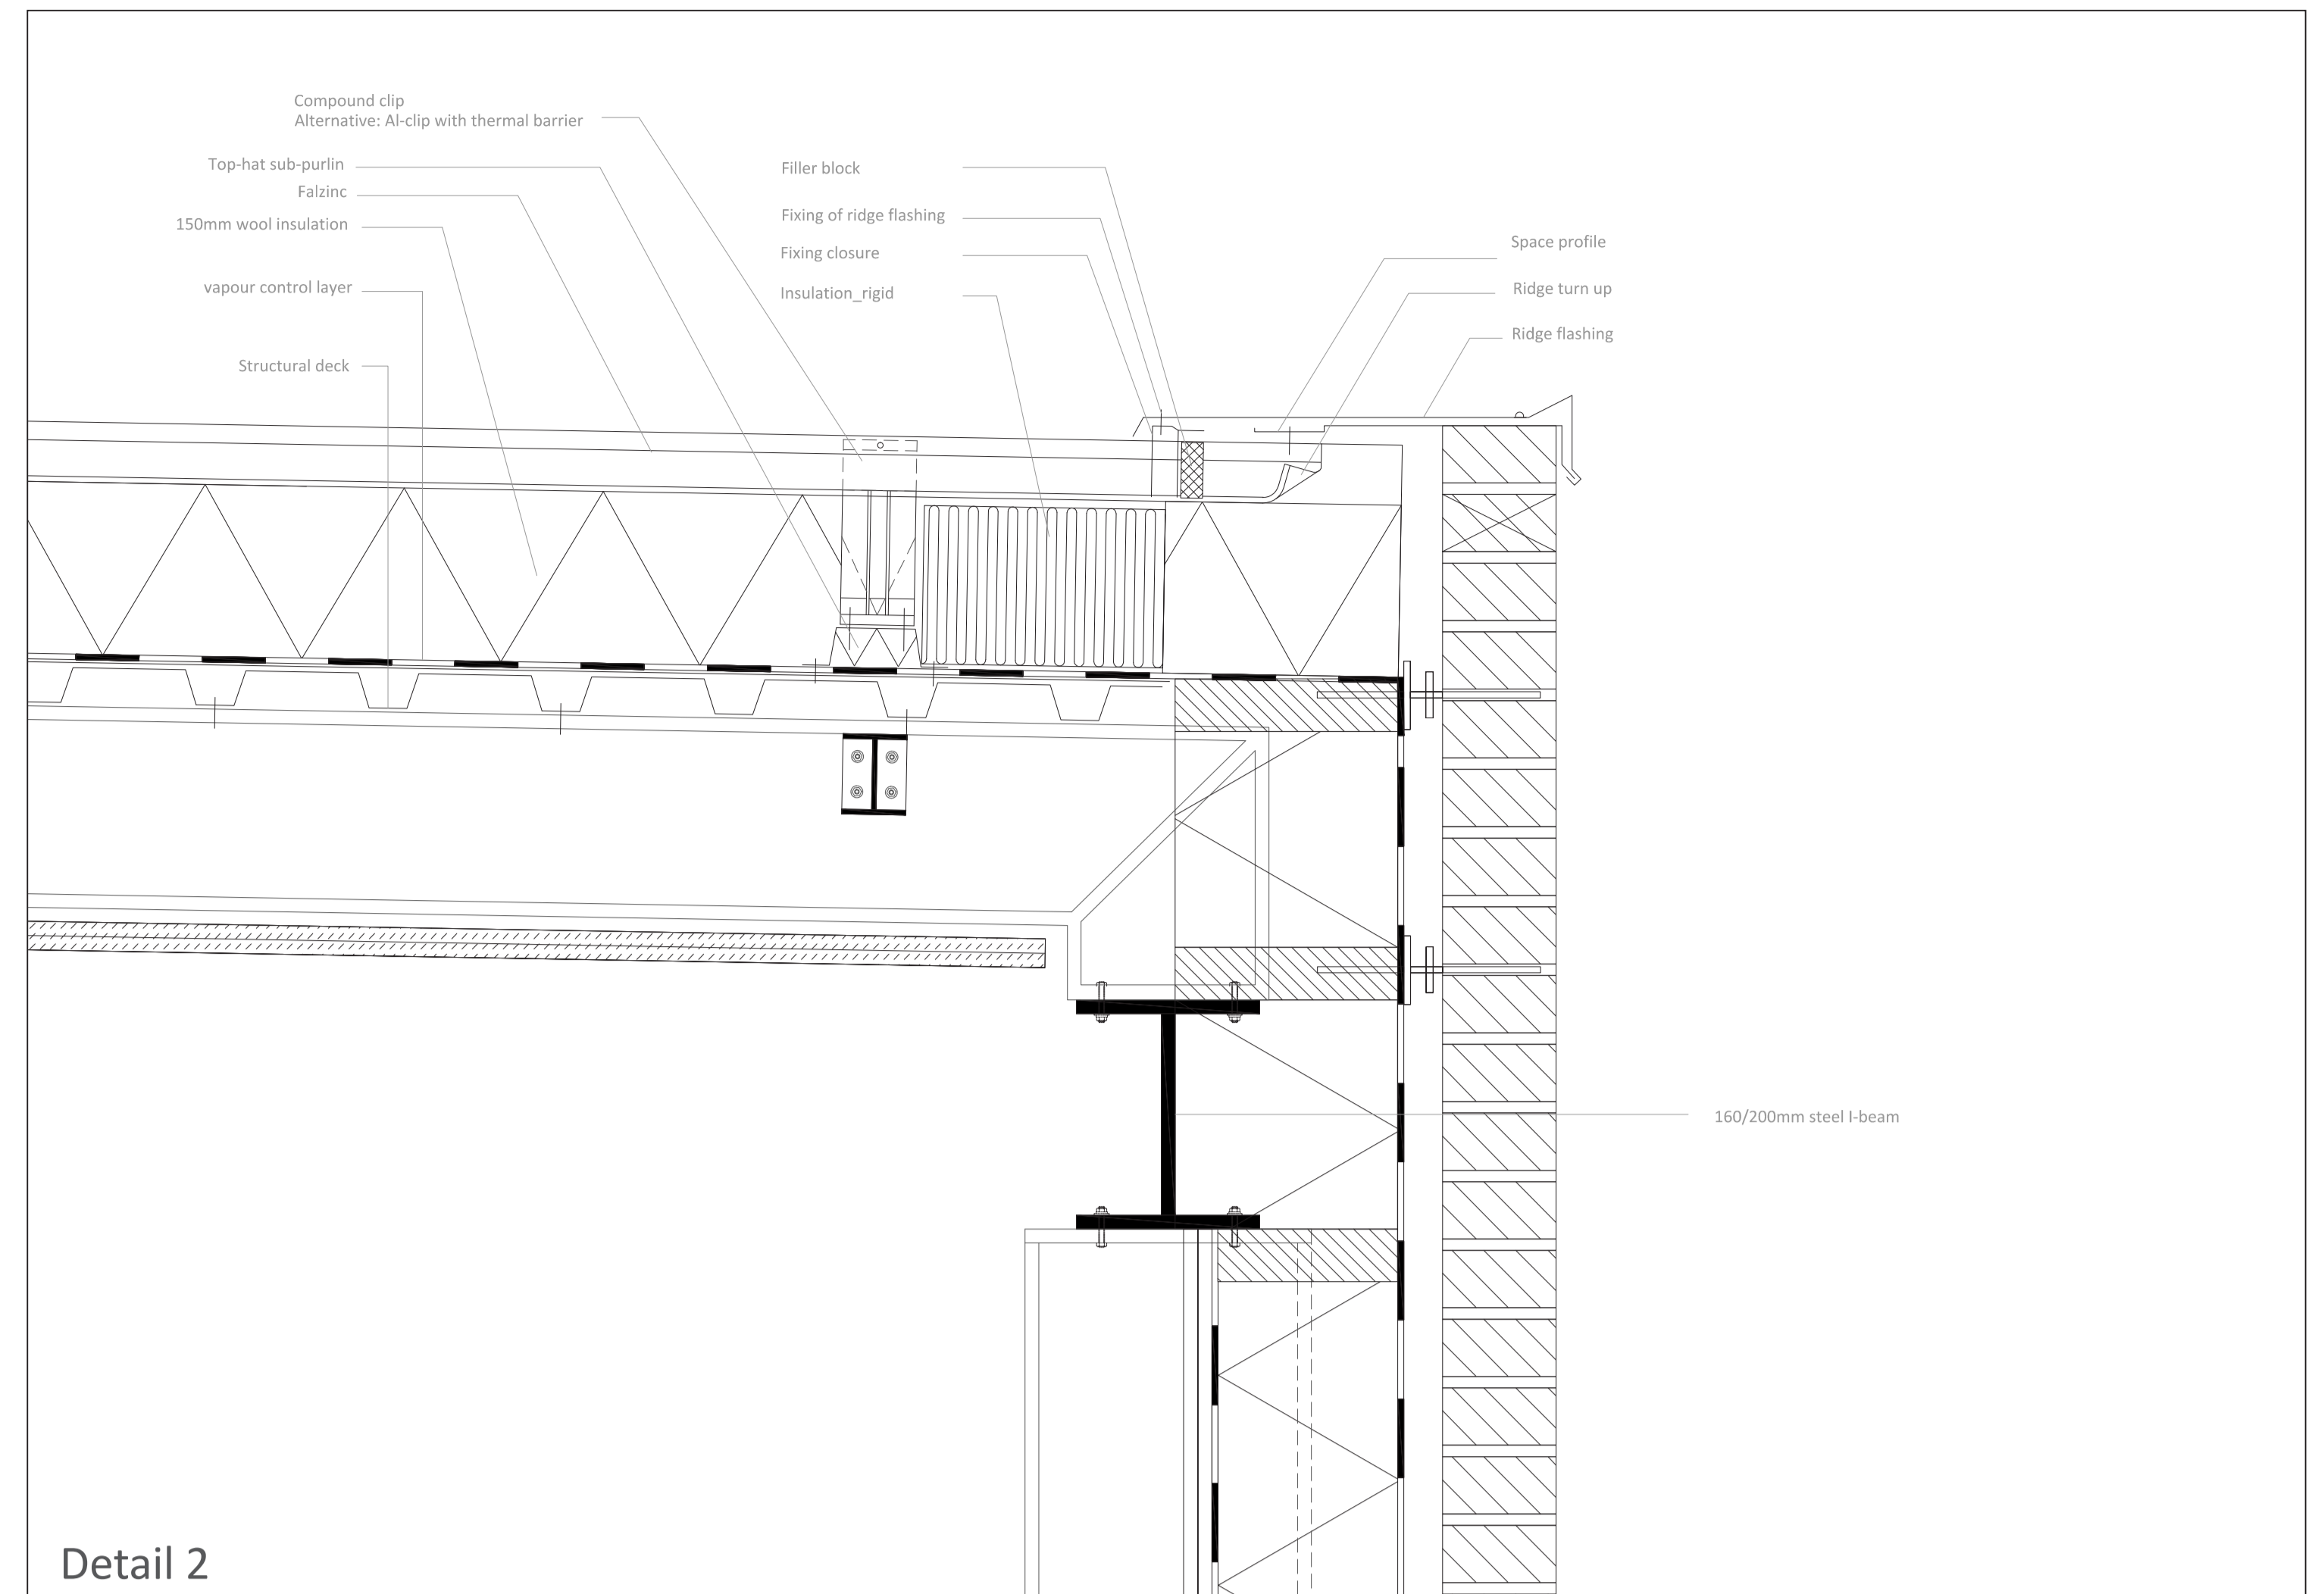 Compound clip
Alternative: Al-clip with thermal barrier
Top-hat sub-purlin
Falzinc
150mm wool insulation
vapour control layer
Structural deck
Filler block
Fixing of ridge flashing
Fixing closure
Insulation_rigid
Space profile
Ridge turn up
Ridge flashing
160/200mm steel I-beam
Detail 2